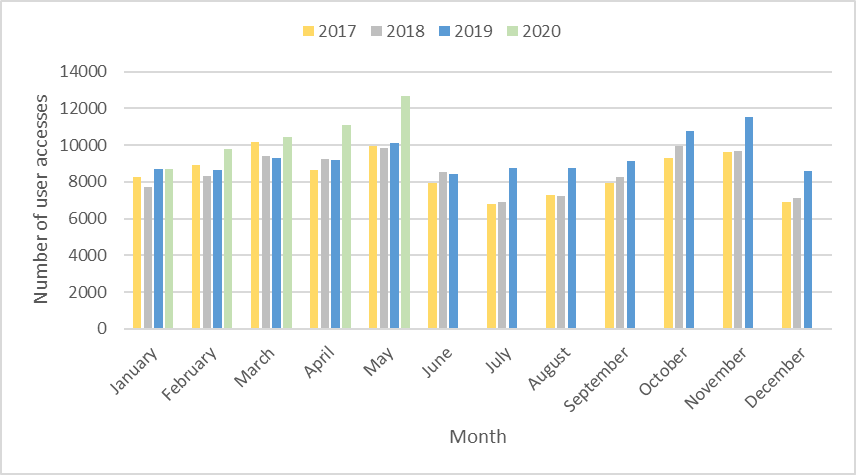 2017 2018 2019 2020
14000
12000
10000
8000
6000
4000
2000
0
Number of user accesses
January February March April May June July August September October November December
Month